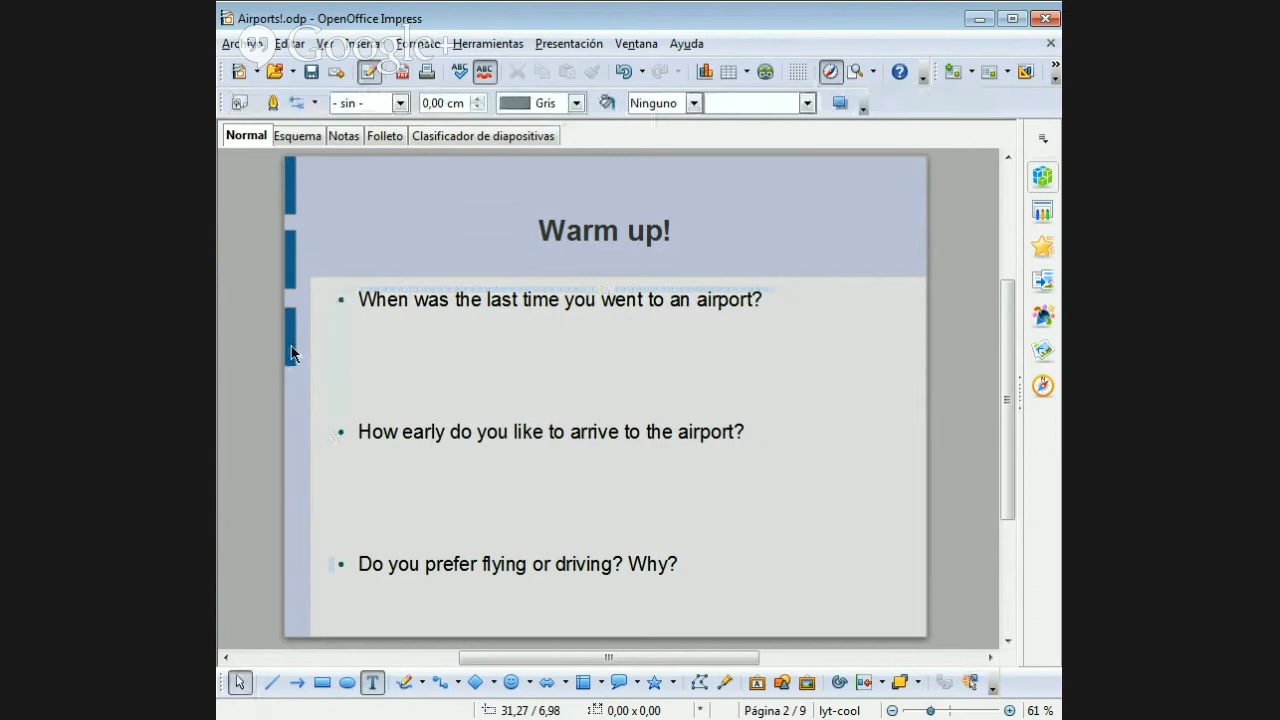 Airports!.odp - OpenOffice Impress
Archivo Editar Ver Insertar Formato Herramientas Presentación Ventana Ayuda
Google+
- sin - 0,00 cm Gris Ninguno
Normal Esquema Notas Folleto Clasificador de diapositivas
Warm up!
• When was the last time you went to an airport?
• How early do you like to arrive to the airport?
• Do you prefer flying or driving? Why?
31,27 / 6,98 0,00 x 0,00 * Página 2 / 9 lyt-cool 61 %